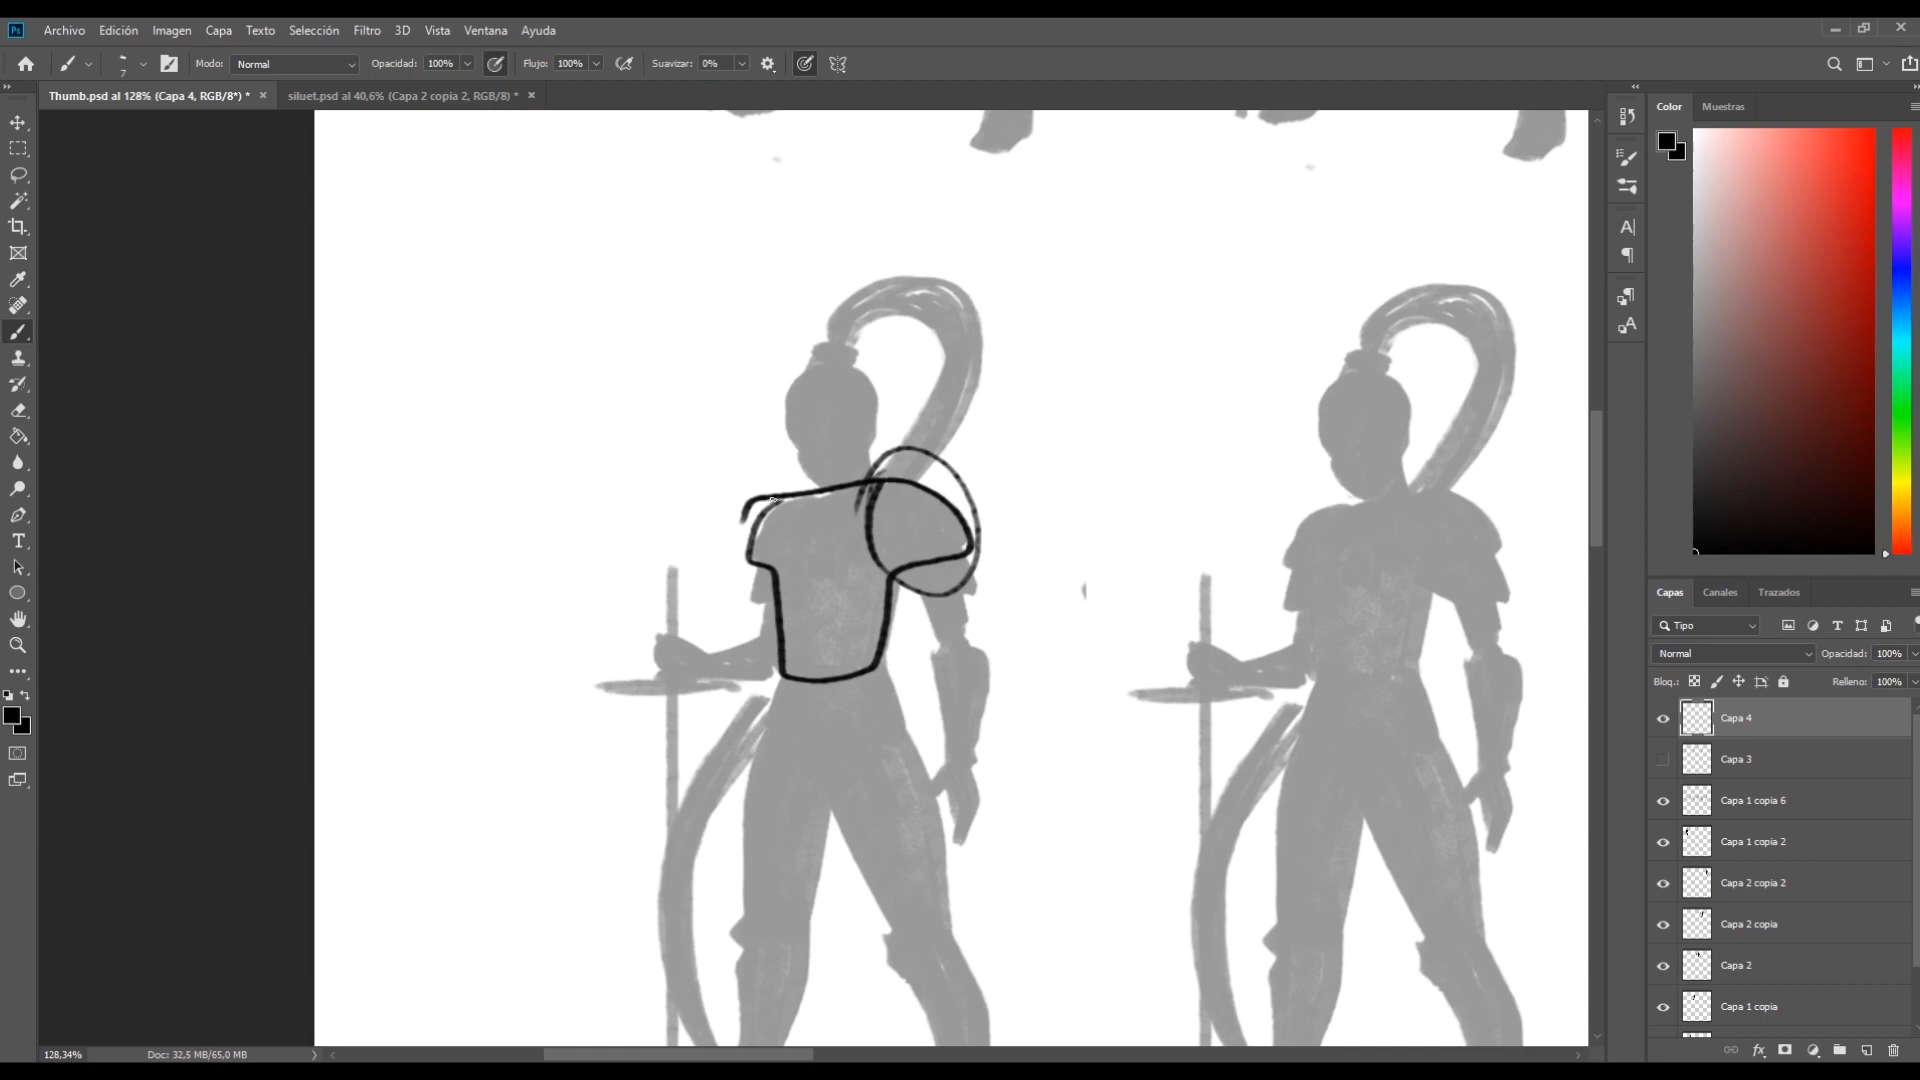 Ps Archivo Edición Imagen Capa Texto Selección Filtro 3D Vista Ventana Ayuda
7 Modo: Normal Opacidad: 100% Flujo: 100% Suavizar: 0%
Thumb.psd al 128% (Capa 4, RGB/8*) * siluet.psd al 40,6% (Capa 2 copia 2, RGB/8) *
Color Muestras
Capas Canales Trazados
Tipo
Normal Opacidad: 100%
Bloq.: Relleno: 100%
Capa 4
Capa 3
Capa 1 copia 6
Capa 1 copia 2
Capa 2 copia 2
Capa 2 copia
Capa 2
Capa 1 copia
128,34% Doc: 32,5 MB/65,0 MB